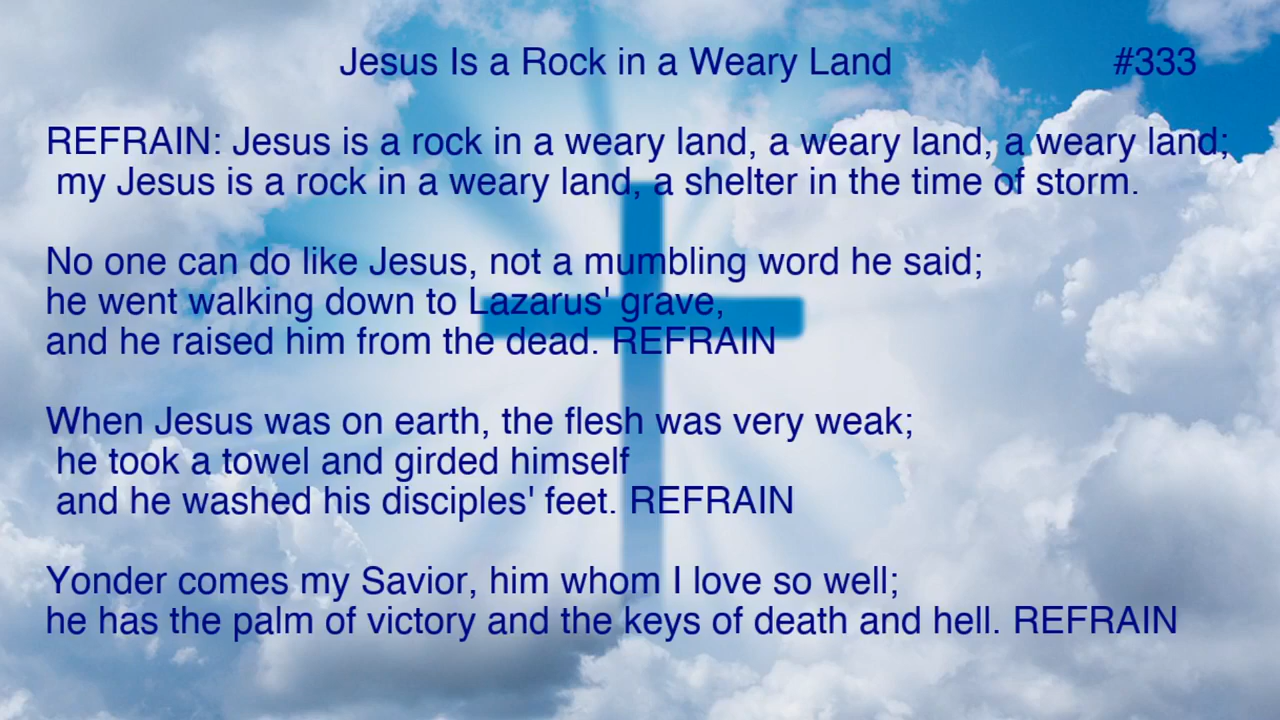 Jesus Is a Rock in a Weary Land #333
REFRAIN: Jesus is a rock in a weary land, a weary land, a weary land;
my Jesus is a rock in a weary land, a shelter in the time of storm.
No one can do like Jesus, not a mumbling word he said;
he went walking down to Lazarus' grave,
and he raised him from the dead. REFRAIN
When Jesus was on earth, the flesh was very weak;
he took a towel and girded himself
and he washed his disciples' feet. REFRAIN
Yonder comes my Savior, him whom I love so well;
he has the palm of victory and the keys of death and hell. REFRAIN